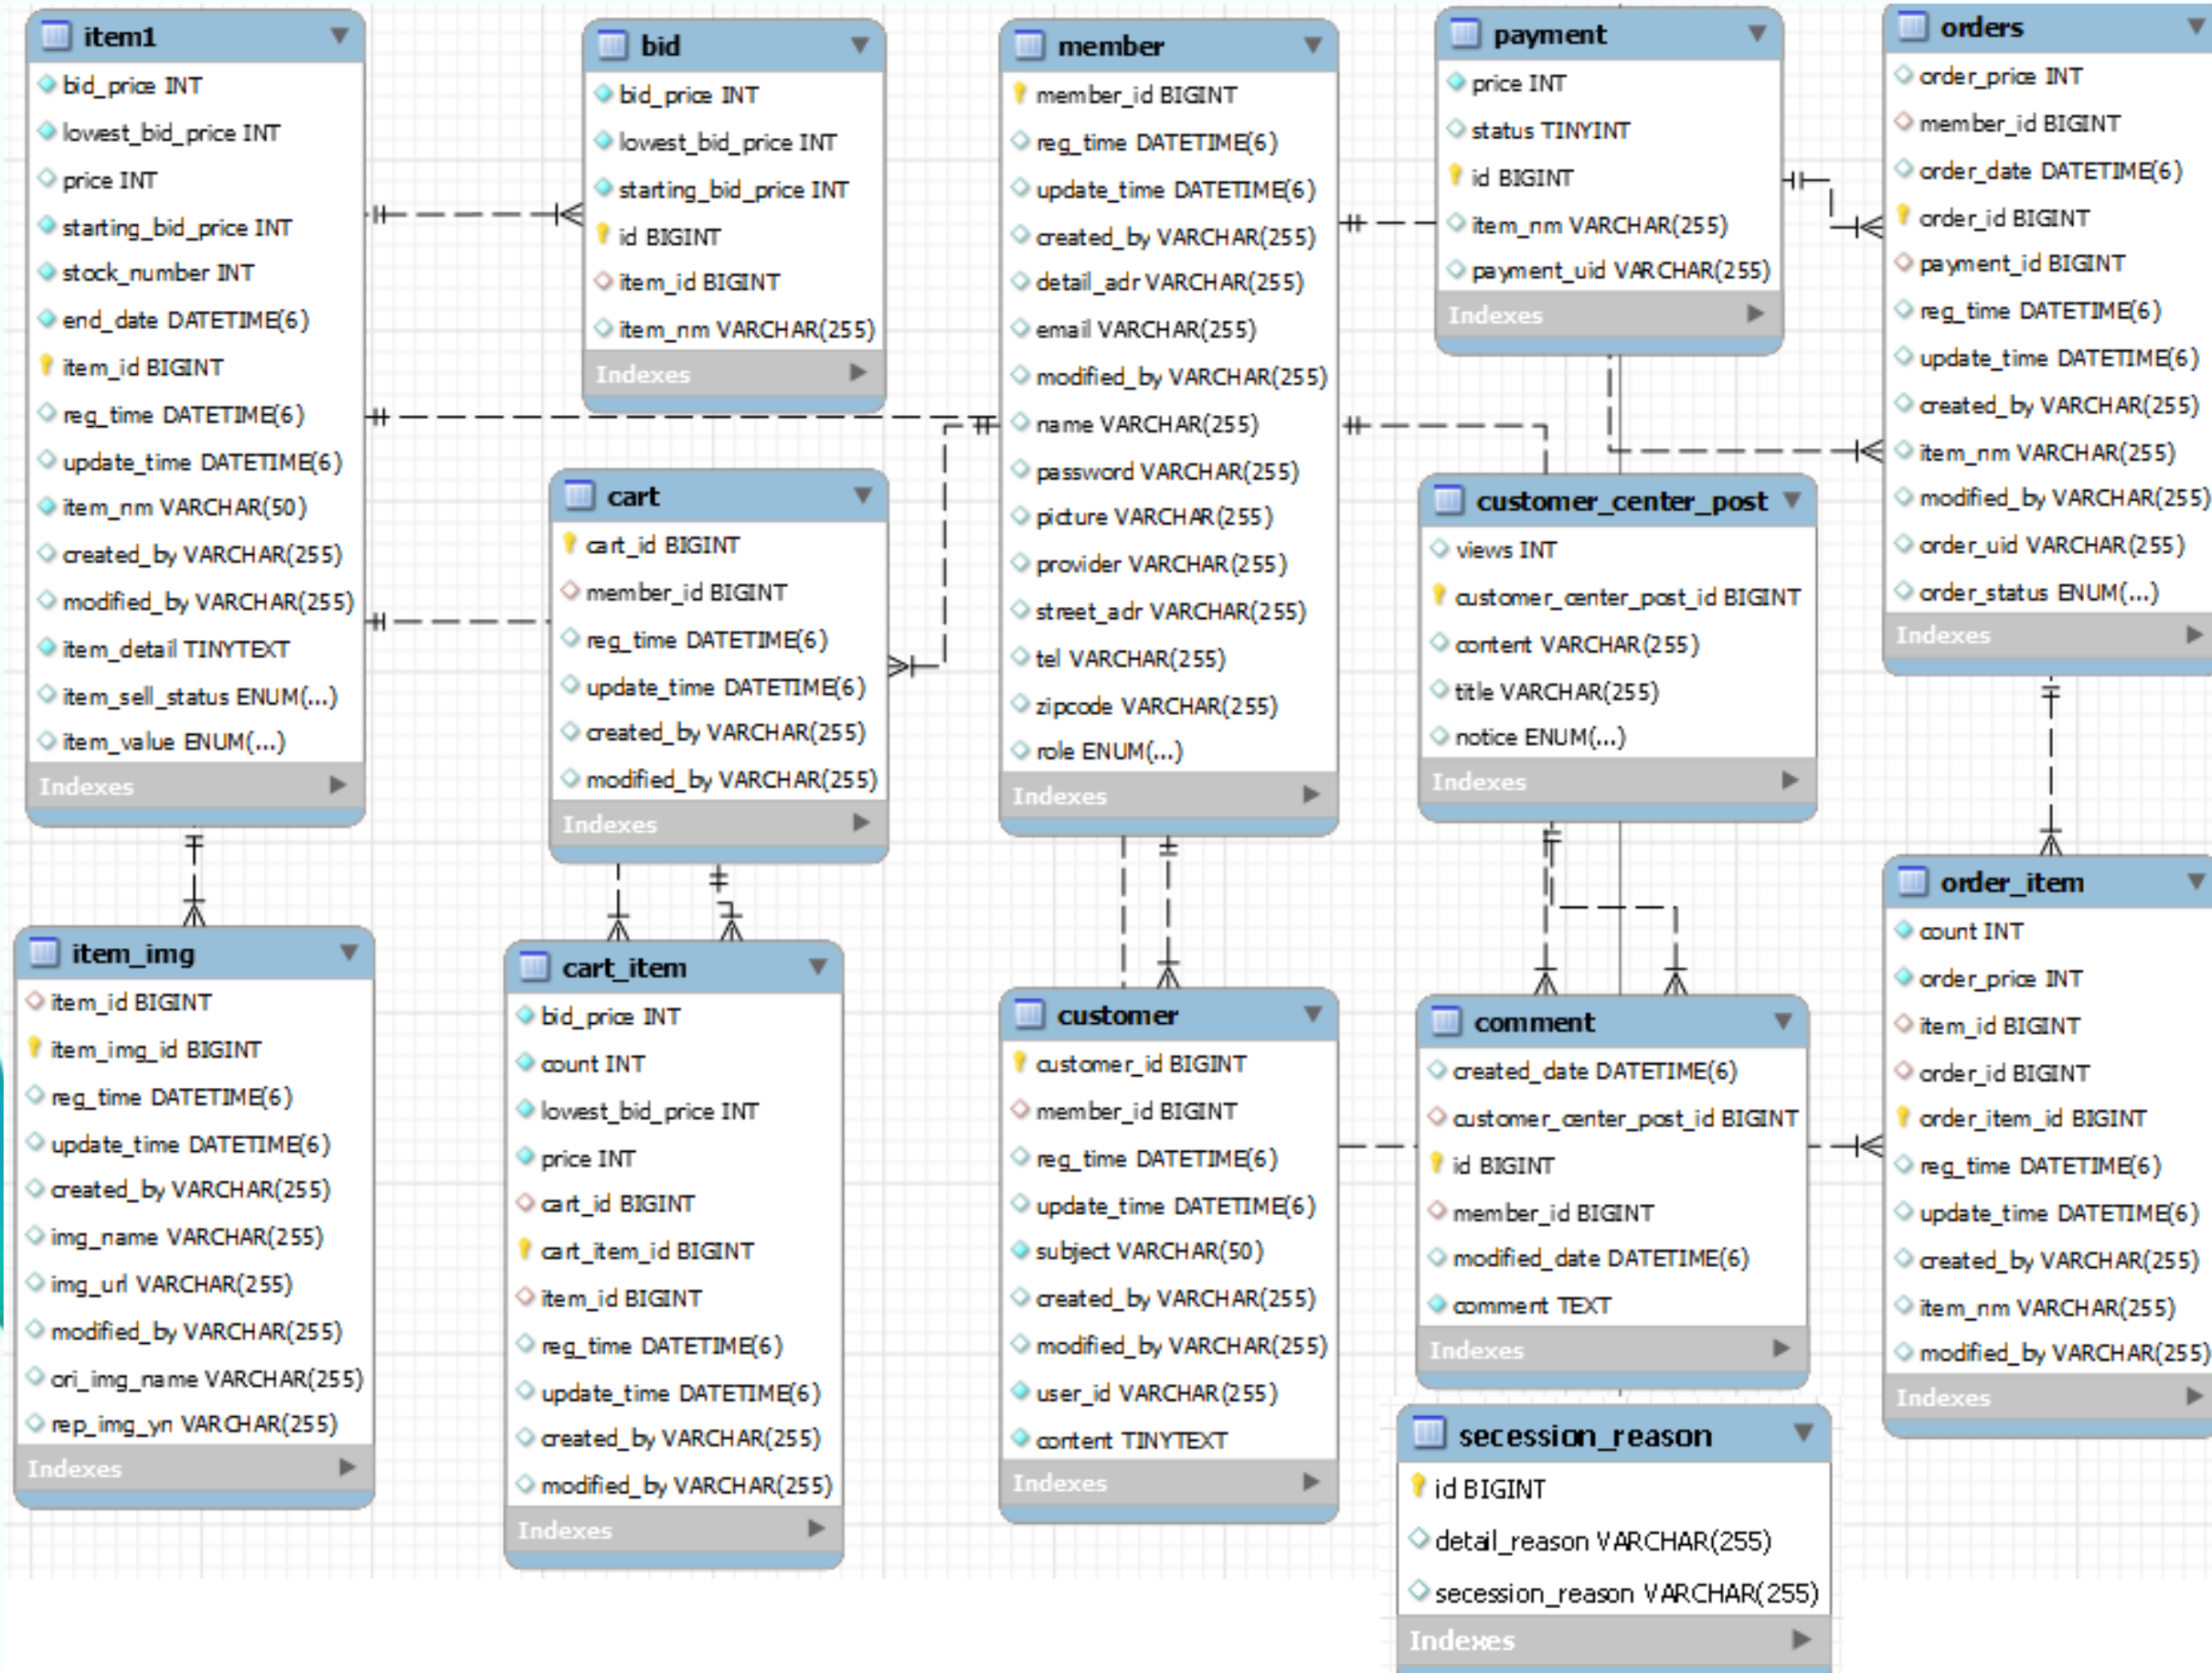 item1
bid_price INT
lowest_bid_price INT
price INT
starting_bid_price INT
stock_number INT
end_date DATETIME(6)
item_id BIGINT
reg_time DATETIME(6)
update_time DATETIME(6)
item_nm VARCHAR(50)
created_by VARCHAR(255)
modified_by VARCHAR(255)
item_detail TINYTEXT
item_sell_status ENUM(...)
item_value ENUM(...)
Indexes
bid
bid_price INT
lowest_bid_price INT
starting_bid_price INT
id BIGINT
item_id BIGINT
item_nm VARCHAR(255)
Indexes
member
member_id BIGINT
reg_time DATETIME(6)
update_time DATETIME(6)
created_by VARCHAR(255)
detail_adr VARCHAR(255)
email VARCHAR(255)
modified_by VARCHAR(255)
name VARCHAR(255)
password VARCHAR(255)
picture VARCHAR(255)
provider VARCHAR(255)
street_adr VARCHAR(255)
tel VARCHAR(255)
zipcode VARCHAR(255)
role ENUM(...)
Indexes
payment
price INT
status TINYINT
id BIGINT
item_nm VARCHAR(255)
payment_uid VARCHAR(255)
Indexes
orders
order_price INT
member_id BIGINT
order_date DATETIME(6)
order_id BIGINT
payment_id BIGINT
reg_time DATETIME(6)
update_time DATETIME(6)
created_by VARCHAR(255)
item_nm VARCHAR(255)
modified_by VARCHAR(255)
order_uid VARCHAR(255)
order_status ENUM(...)
Indexes
cart
cart_id BIGINT
member_id BIGINT
reg_time DATETIME(6)
update_time DATETIME(6)
created_by VARCHAR(255)
modified_by VARCHAR(255)
Indexes
customer_center_post
views INT
customer_center_post_id BIGINT
content VARCHAR(255)
title VARCHAR(255)
notice ENUM(...)
Indexes
item_img
item_id BIGINT
item_img_id BIGINT
reg_time DATETIME(6)
update_time DATETIME(6)
created_by VARCHAR(255)
img_name VARCHAR(255)
img_url VARCHAR(255)
modified_by VARCHAR(255)
ori_img_name VARCHAR(255)
rep_img_yn VARCHAR(255)
Indexes
cart_item
bid_price INT
count INT
lowest_bid_price INT
price INT
cart_id BIGINT
cart_item_id BIGINT
item_id BIGINT
reg_time DATETIME(6)
update_time DATETIME(6)
created_by VARCHAR(255)
modified_by VARCHAR(255)
Indexes
customer
customer_id BIGINT
member_id BIGINT
reg_time DATETIME(6)
update_time DATETIME(6)
subject VARCHAR(50)
created_by VARCHAR(255)
modified_by VARCHAR(255)
user_id VARCHAR(255)
content TINYTEXT
Indexes
comment
created_date DATETIME(6)
customer_center_post_id BIGINT
id BIGINT
member_id BIGINT
modified_date DATETIME(6)
comment TEXT
Indexes
order_item
count INT
order_price INT
item_id BIGINT
order_id BIGINT
order_item_id BIGINT
reg_time DATETIME(6)
update_time DATETIME(6)
created_by VARCHAR(255)
item_nm VARCHAR(255)
modified_by VARCHAR(255)
Indexes
secession_reason
id BIGINT
detail_reason VARCHAR(255)
secession_reason VARCHAR(255)
Indexes